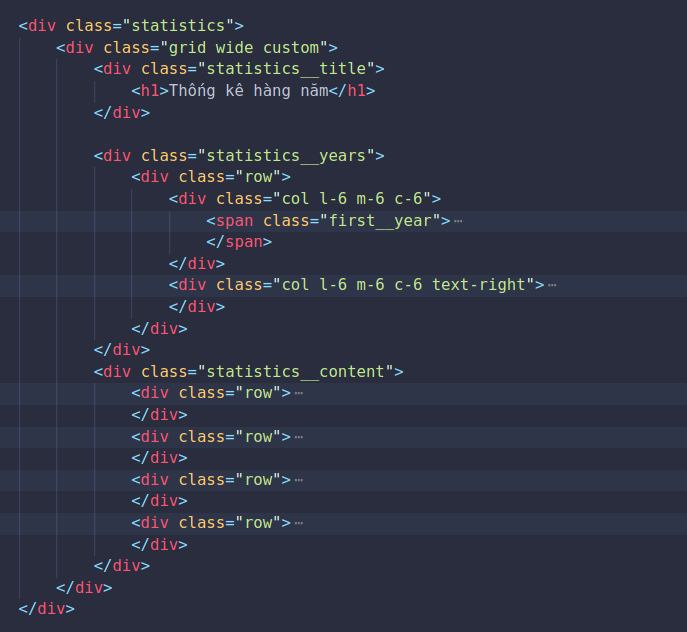 <div class="statistics">
<div class="grid wide custom">
<div class="statistics__title">
<h1>Thống kê hàng năm</h1>
</div>
<div class="statistics__years">
<div class="row">
<div class="col l-6 m-6 c-6">
<span class="first__year">⋯
</span>
</div>
<div class="col l-6 m-6 c-6 text-right">⋯
</div>
</div>
</div>
<div class="statistics__content">
<div class="row">⋯
</div>
<div class="row">⋯
</div>
<div class="row">⋯
</div>
<div class="row">⋯
</div>
</div>
</div>
</div>